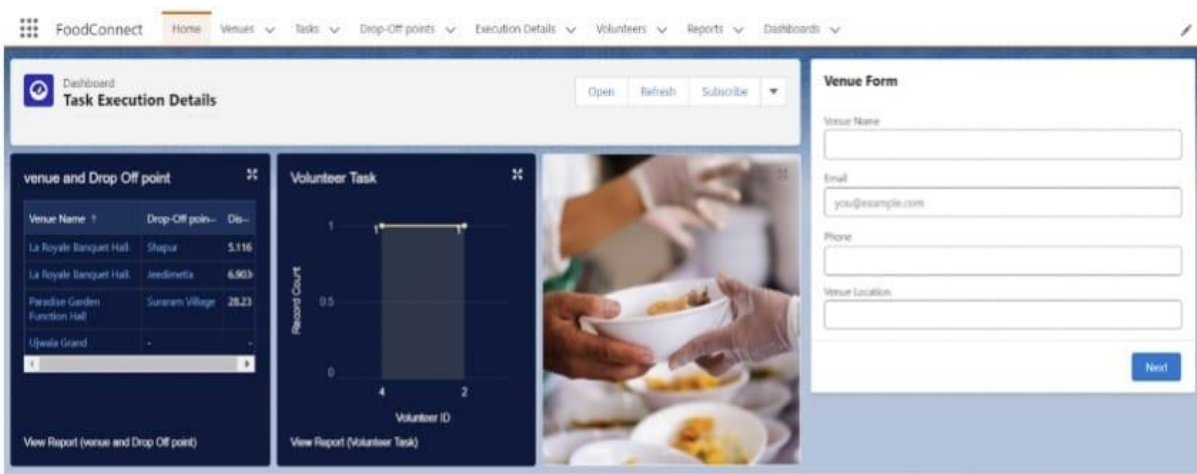 FoodConnect Home Venues Tasks Drop-Off points Execution Details Volunteers Reports Dashboards
Dashboard
Task Execution Details
Open Refresh Subscribe
venue and Drop Off point
Venue Name ↑ Drop-Off poin... Dis...
La Royale Banquet Hall. Shapur 5.116
La Royale Banquet Hall. Jeedimetla 6.903
Paradise Garden Suraram Village 28.23
Function Hall
Ujwala Grand - -
View Report (venue and Drop Off point)
Volunteer Task
Record Count
1
1 1
0.5
0
4 2
Volunteer ID
View Report (Volunteer Task)
Venue Form
Venue Name
Email
you@example.com
Phone
Venue Location
Next